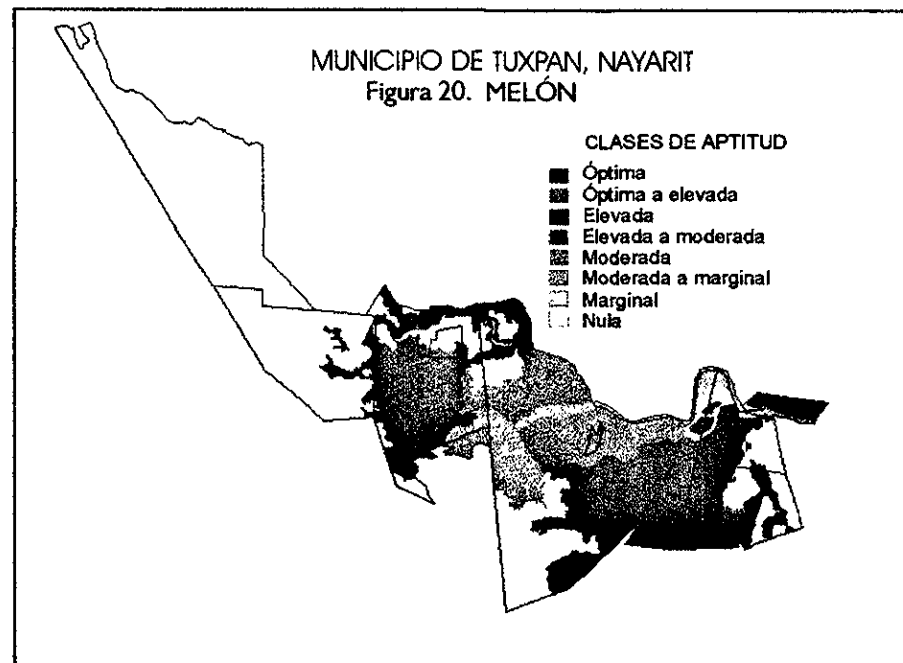 MUNICIPIO DE TUXPAN, NAYARIT
Figura 20. MELÓN
CLASES DE APTITUD
Óptima
Óptima a elevada
Elevada
Elevada a moderada
Moderada
Moderada a marginal
Marginal
Nula